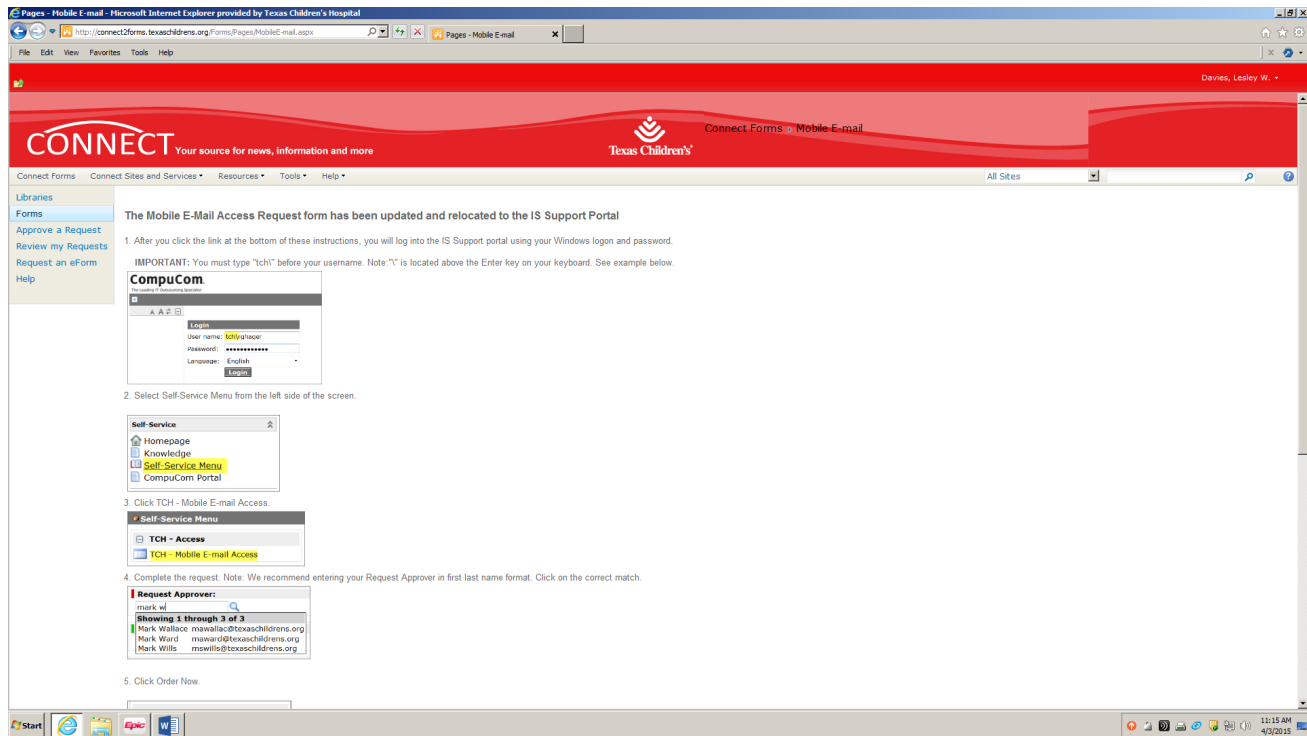 Pages - Mobile E-mail - Microsoft Internet Explorer provided by Texas Children's Hospital
http://connect2forms.texaschildrens.org/Forms/Pages/MobileE-mail.aspx
Pages - Mobile E-mail
File Edit View Favorites Tools Help
Davies, Lesley W.
CONNECT Your source for news, information and more
Texas Children's
Connect Forms Mobile E-mail
Connect Forms Connect Sites and Services Resources Tools Help
All Sites
Libraries
Forms
Approve a Request
Review my Requests
Request an eForm
Help
The Mobile E-Mail Access Request form has been updated and relocated to the IS Support Portal
1. After you click the link at the bottom of these instructions, you will log into the IS Support portal using your Windows logon and password.
IMPORTANT: You must type "tch\" before your username. Note:"\" is located above the Enter key on your keyboard. See example below.
CompuCom.
The Leading IT Outsourcing Specialist
A A
Login
User name: tch\ghager
Password:
Language: English
Login
2. Select Self-Service Menu from the left side of the screen.
Self-Service
Homepage
Knowledge
Self-Service Menu
CompuCom Portal
3. Click TCH - Mobile E-mail Access.
Self-Service Menu
TCH - Access
TCH - Mobile E-mail Access
4. Complete the request. Note: We recommend entering your Request Approver in first last name format. Click on the correct match.
Request Approver:
mark w
Showing 1 through 3 of 3
Mark Wallace mawallac@texaschildrens.org
Mark Ward maward@texaschildrens.org
Mark Wills mswills@texaschildrens.org
5. Click Order Now.
Start
Epic
11:15 AM
4/3/2015